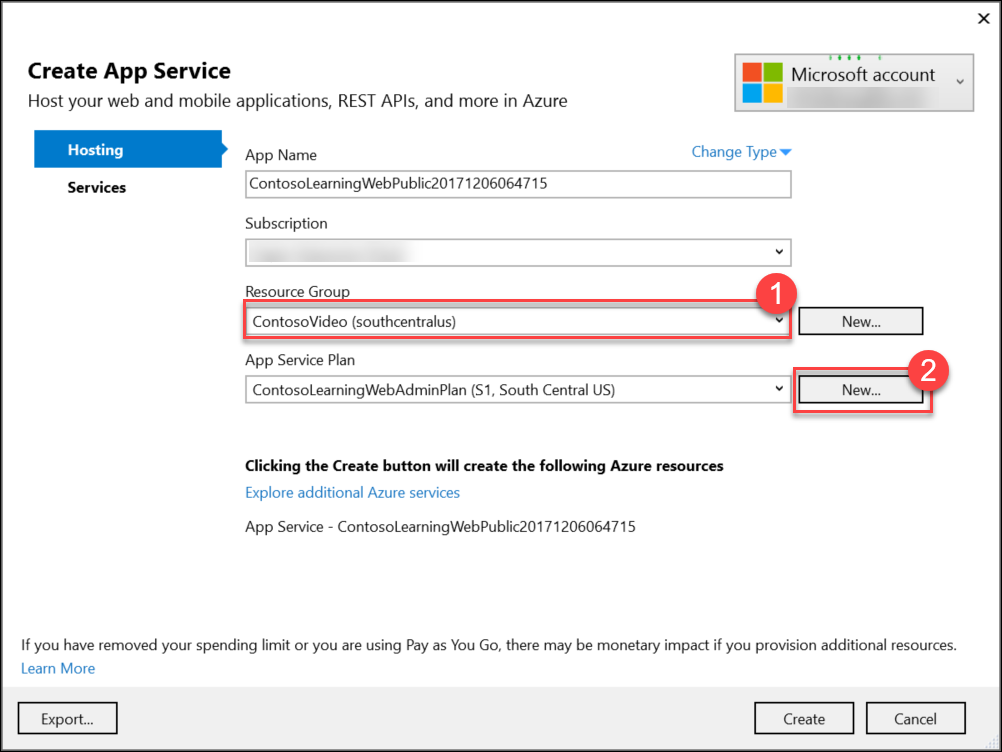 Create App Service
Host your web and mobile applications, REST APIs, and more in Azure
Microsoft account
Hosting
Services
App Name
Change Type
ContosoLearningWebPublic20171206064715
Subscription
Resource Group
1
ContosoVideo (southcentralus)
New...
App Service Plan
2
ContosoLearningWebAdminPlan (S1, South Central US)
New...
Clicking the Create button will create the following Azure resources
Explore additional Azure services
App Service - ContosoLearningWebPublic20171206064715
If you have removed your spending limit or you are using Pay as You Go, there may be monetary impact if you provision additional resources.
Learn More
Export...
Create
Cancel